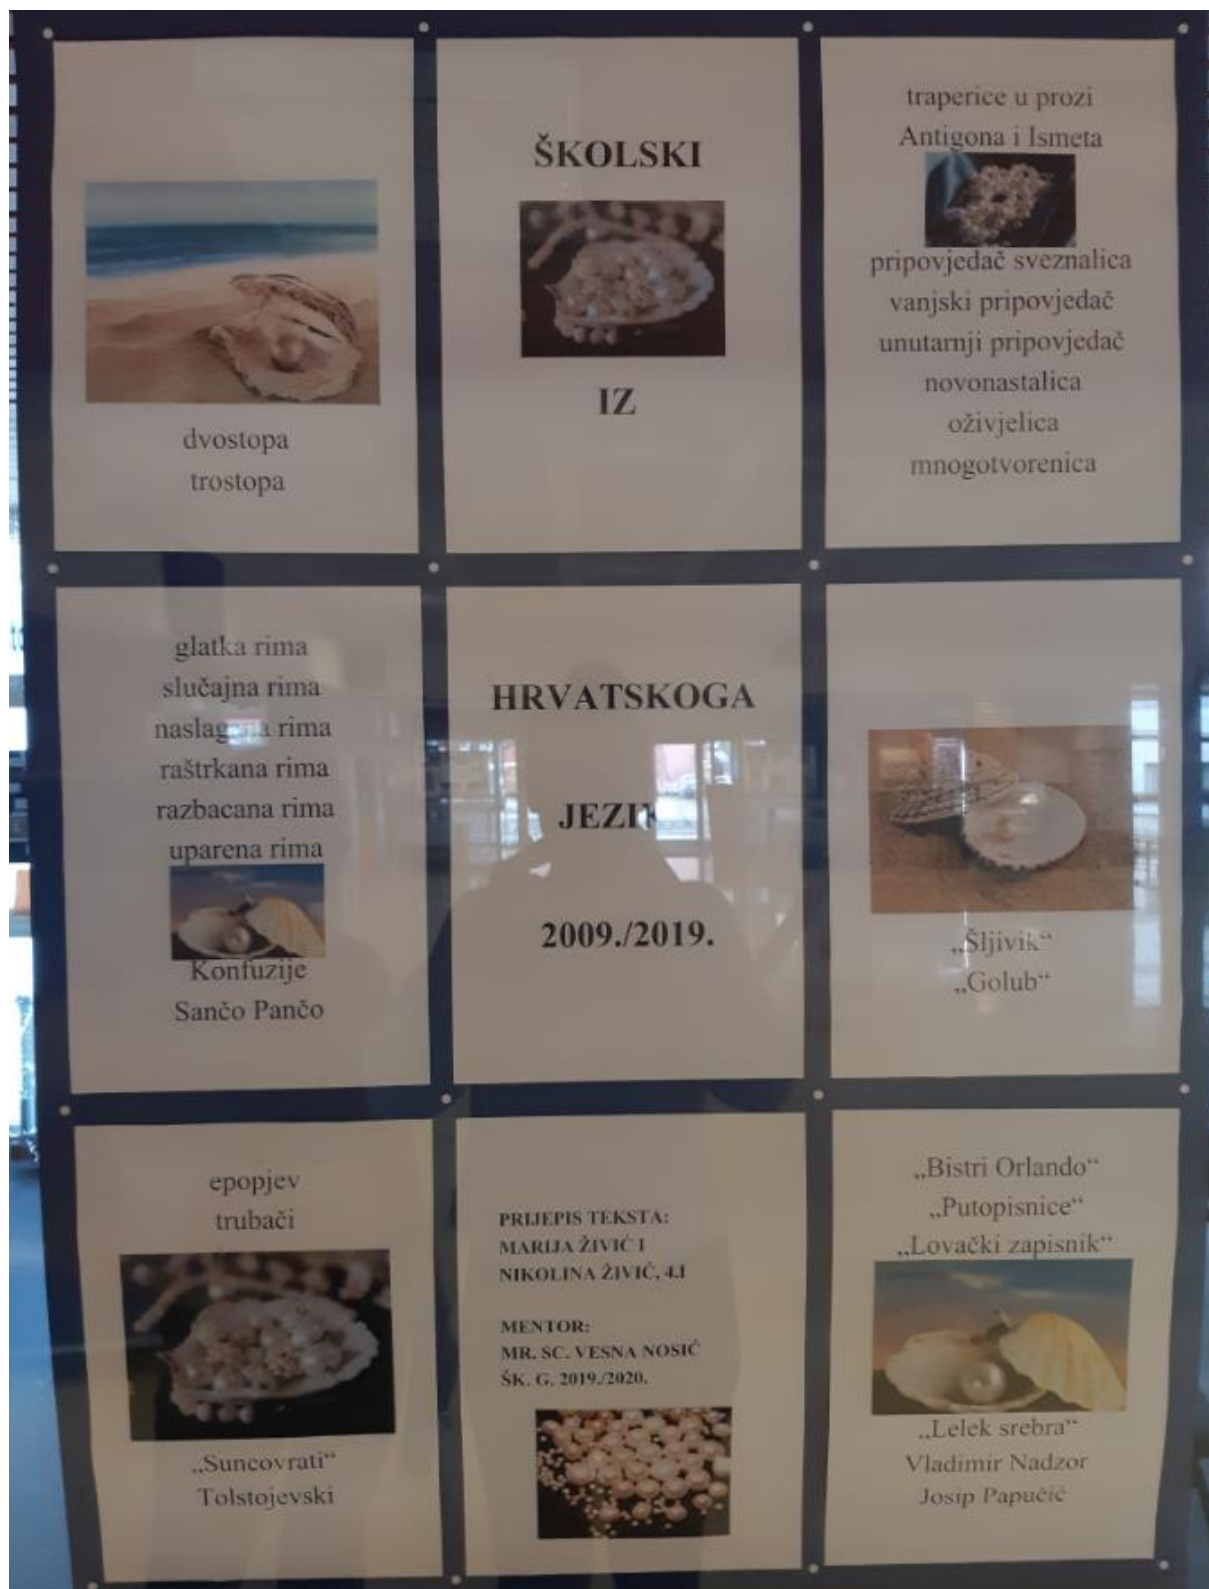 dvostopa
trostopa
ŠKOLSKI
IZ
traperice u prozi
Antigona i Ismeta
pripovjedač sveznalica
vanjski pripovjedač
unutarnji pripovjedač
novonastalica
oživjelica
mnogotvorenica
glatka rima
slučajna rima
rima
raštrkana rima
razbacana rima
uparena rima
Konfuzije
Sančo Pančo
HRVATSKOGA
2009./2019.
„Šljivik“
„Golub“
epopjev
trubači
„Suncovrati“
Tolstojevski
PRIJEPIS TEKSTA:
MARIJA ŽIVIĆ I
NIKOLINA ŽIVIĆ, 4.I
MENTOR:
MR. SC. VESNA NOSIĆ
ŠK. G. 2019./2020.
„Bistri Orlando“
„Putopisnice“
„Lovački zapisnik“
„Lelek srebra“
Vladimir Nadzor
Josip Papučić